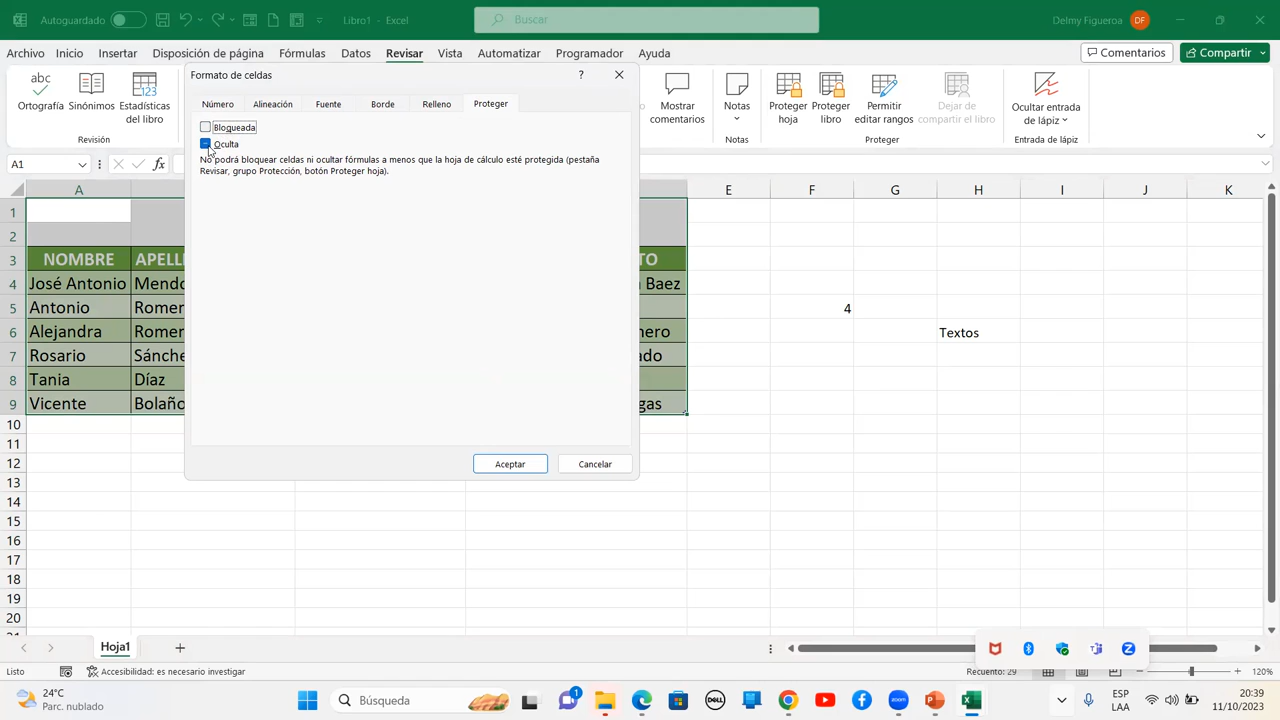 Autoguardado
Libro1 - Excel
Buscar
Delmy Figueroa
DF
Archivo Inicio Insertar Disposición de página Fórmulas Datos Revisar Vista Automatizar Programador Ayuda
Comentarios
Compartir
abc
Ortografía
Sinónimos
123
Estadísticas
del libro
Revisión
Mostrar
comentarios
Notas
Notas
Proteger
hoja
Proteger
libro
Permitir
editar rangos
Dejar de
compartir el libro
Proteger
Ocultar entrada
de lápiz
Entrada de lápiz
Formato de celdas
? ×
Número Alineación Fuente Borde Relleno Proteger
Bloqueada
Oculta
No podrá bloquear celdas ni ocultar fórmulas a menos que la hoja de cálculo esté protegida (pestaña
Revisar, grupo Protección, botón Proteger hoja).
Aceptar
Cancelar
A1
fx
A E F G H I J K
1
2
3 NOMBRE APELL TO
4 José Antonio Mendo Baez
5 Antonio Romer 4
6 Alejandra Romer nero Textos
7 Rosario Sánche ado
8 Tania Díaz
9 Vicente Bolaño gas
10
11
12
13
14
15
16
17
18
19
20
Hoja1
Listo
Accesibilidad: es necesario investigar
Recuento: 29
120%
24°C
Parc. nublado
Búsqueda
1
DELL
zoom
ESP
LAA
20:39
11/10/2023